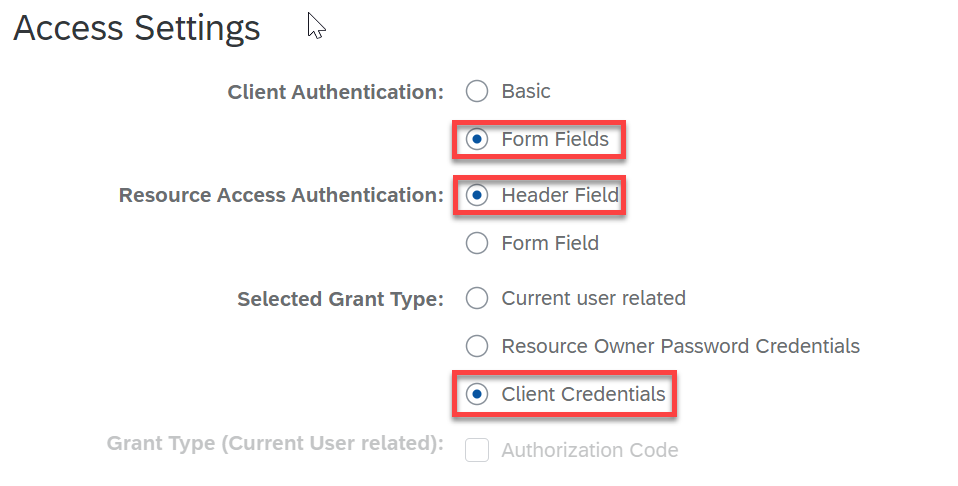 Access Settings
Client Authentication: Basic
Form Fields
Resource Access Authentication: Header Field
Form Field
Selected Grant Type: Current user related
Resource Owner Password Credentials
Client Credentials
Grant Type (Current User related): Authorization Code